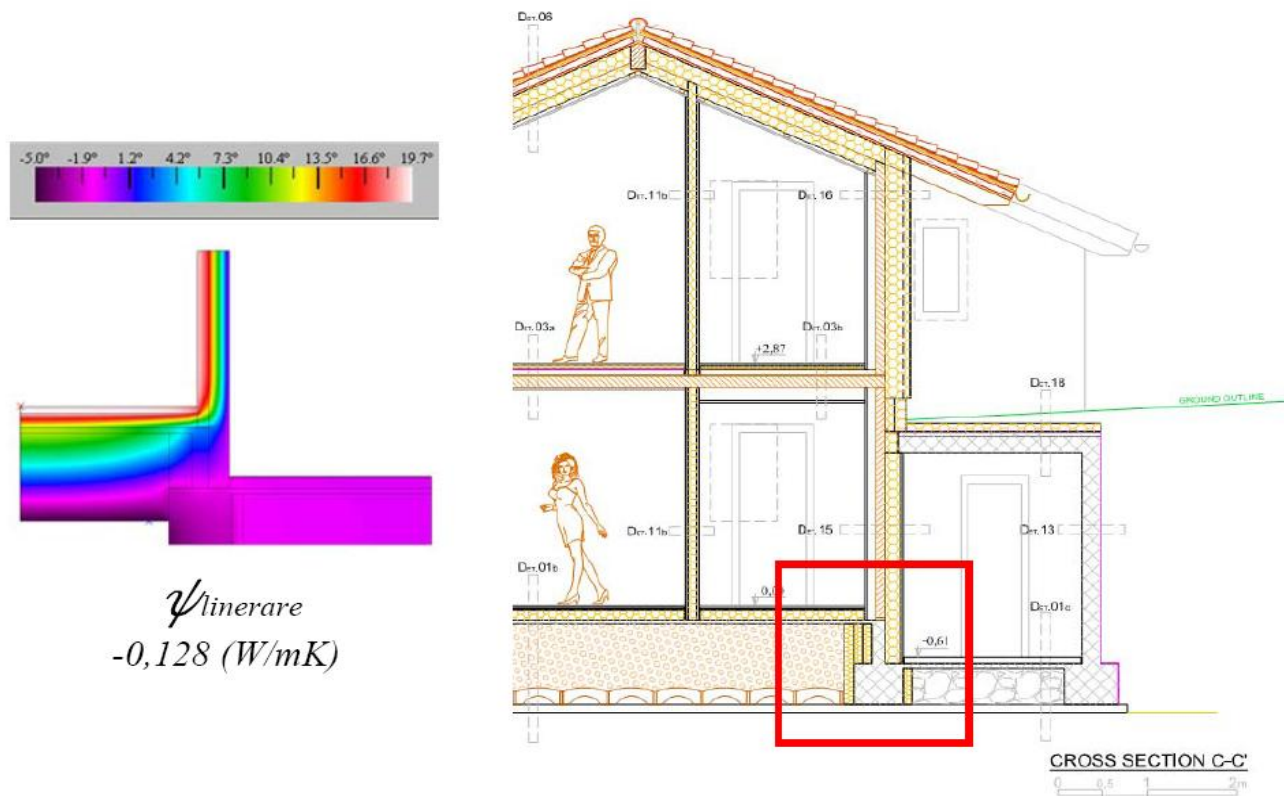 -5.0° -1.9° 1.2° 4.2° 7.3° 10.4° 13.5° 16.6° 19.7°
ψlinerare
-0,128 (W/mK)
DET.06
DET.11b
DET.16
DET.03a
+2,87
DET.03b
DET.18
GROUND OUTLINE
DET.11b
DET.15
DET.13
DET.01b
DET.01c
-0,61
CROSS SECTION C-C'
0 0,5 1 2m